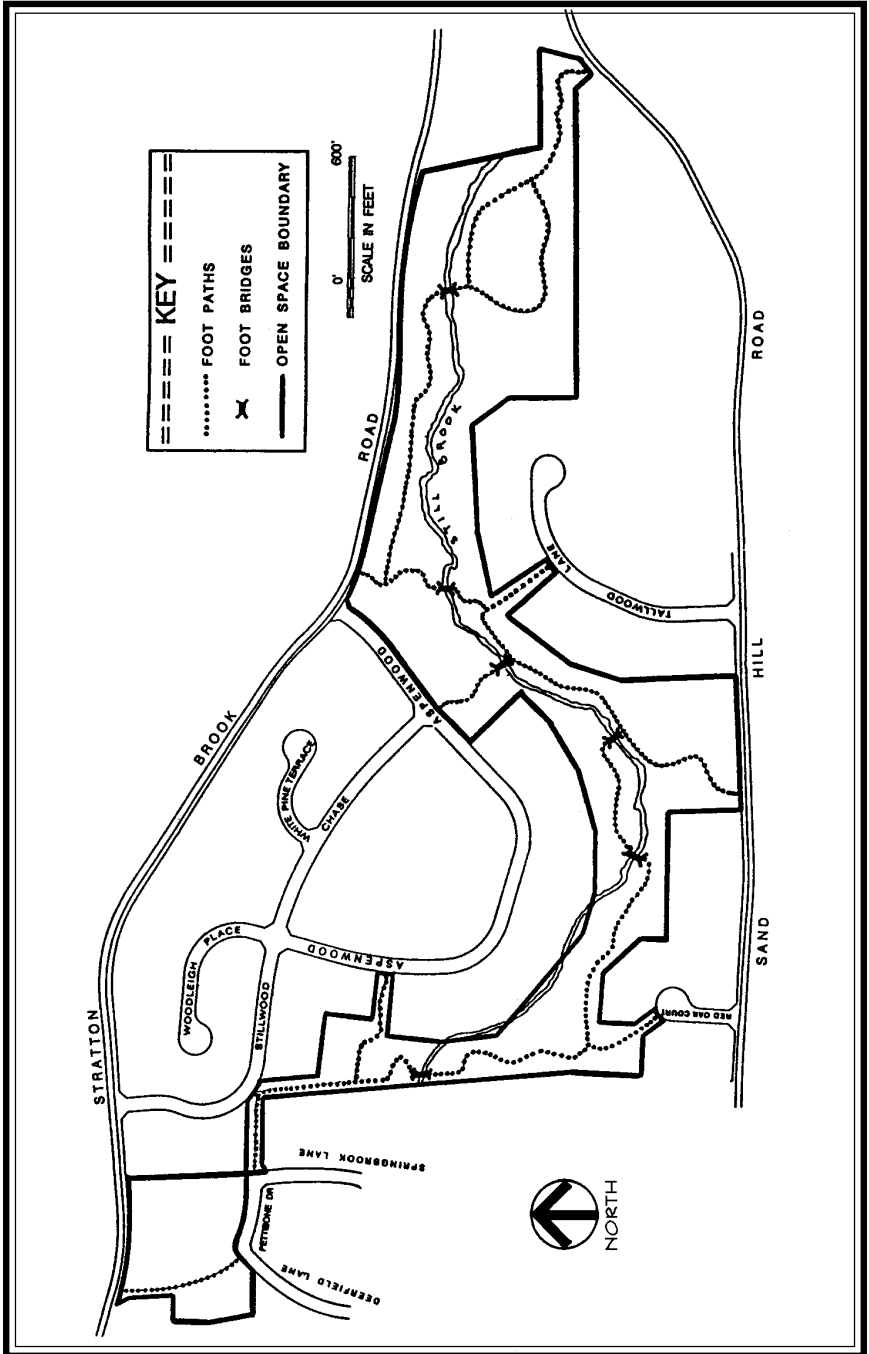 ===== KEY =====
FOOT PATHS
FOOT BRIDGES
OPEN SPACE BOUNDARY
0' 600'
SCALE IN FEET
STRATTON
BROOK
ROAD
STILL BROOK
ASPENWOOD
WHITE PINE TERRACE
CHASE
WOODLEIGH PLACE
STILLWOOD
ASPENWOOD
TALLWOOD LANE
SAND
HILL
ROAD
RED OAK COURT
SPRINGBROOK LANE
PETTIBONE DR
DEERFIELD LANE
NORTH